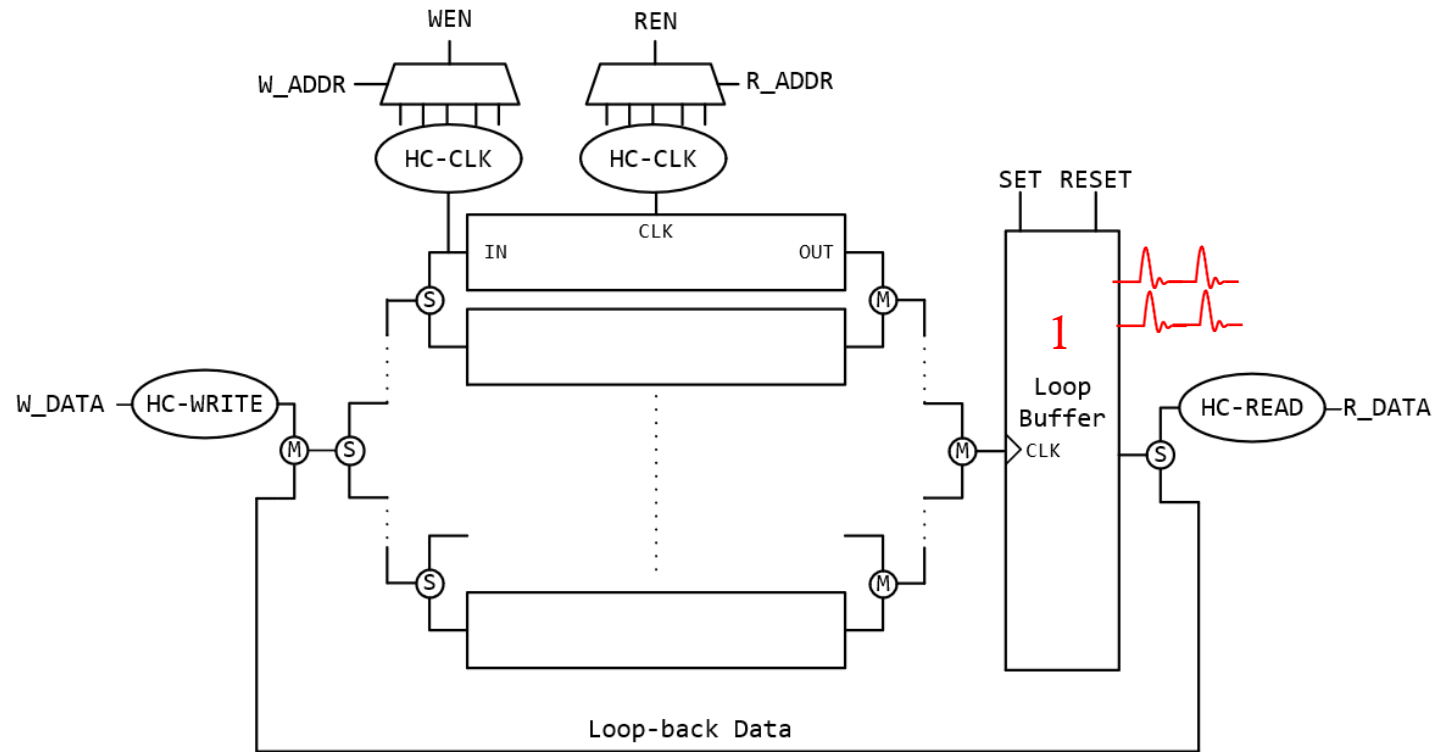 WEN
REN
W_ADDR
R_ADDR
HC-CLK
HC-CLK
SET RESET
CLK
IN
OUT
S
M
1
Loop
Buffer
W_DATA
HC-WRITE
HC-READ
R_DATA
M
S
M
CLK
S
S
M
Loop-back Data